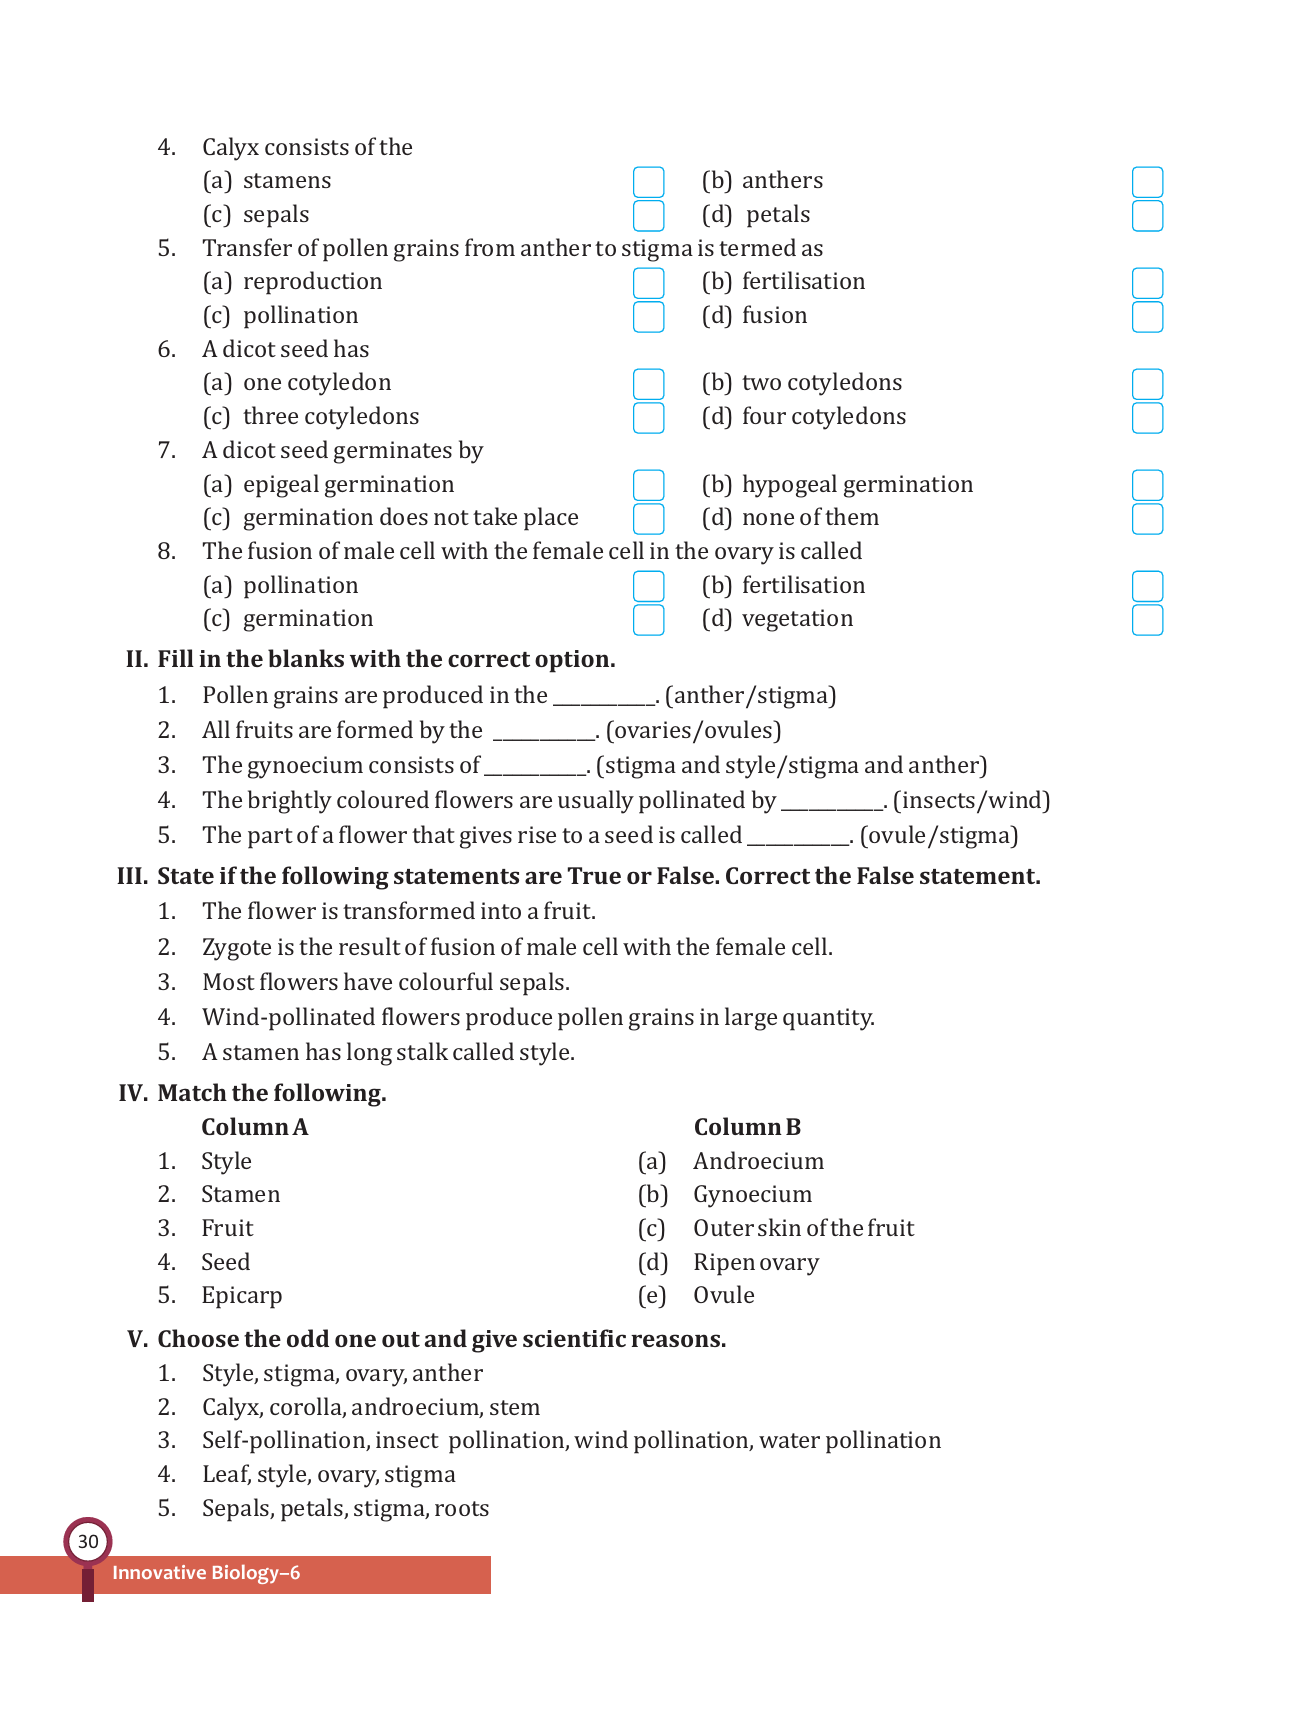 4. Calyx consists of the
(a) stamens (b) anthers
(c) sepals (d) petals
5. Transfer of pollen grains from anther to stigma is termed as
(a) reproduction (b) fertilisation
(c) pollination (d) fusion
6. A dicot seed has
(a) one cotyledon (b) two cotyledons
(c) three cotyledons (d) four cotyledons
7. A dicot seed germinates by
(a) epigeal germination (b) hypogeal germination
(c) germination does not take place (d) none of them
8. The fusion of male cell with the female cell in the ovary is called
(a) pollination (b) fertilisation
(c) germination (d) vegetation
II. Fill in the blanks with the correct option.
1. Pollen grains are produced in the ___________. (anther/stigma)
2. All fruits are formed by the ___________. (ovaries/ovules)
3. The gynoecium consists of ___________. (stigma and style/stigma and anther)
4. The brightly coloured flowers are usually pollinated by ___________. (insects/wind)
5. The part of a flower that gives rise to a seed is called ___________. (ovule/stigma)
III. State if the following statements are True or False. Correct the False statement.
1. The flower is transformed into a fruit.
2. Zygote is the result of fusion of male cell with the female cell.
3. Most flowers have colourful sepals.
4. Wind-pollinated flowers produce pollen grains in large quantity.
5. A stamen has long stalk called style.
IV. Match the following.
Column A Column B
1. Style (a) Androecium
2. Stamen (b) Gynoecium
3. Fruit (c) Outer skin of the fruit
4. Seed (d) Ripen ovary
5. Epicarp (e) Ovule
V. Choose the odd one out and give scientific reasons.
1. Style, stigma, ovary, anther
2. Calyx, corolla, androecium, stem
3. Self-pollination, insect pollination, wind pollination, water pollination
4. Leaf, style, ovary, stigma
5. Sepals, petals, stigma, roots
30
Innovative Biology–6